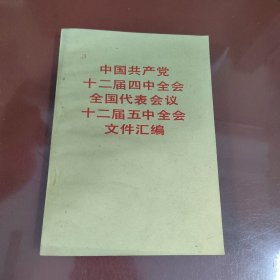 中国共产党
十二届四中全会
全国代表会议
十二届五中全会
文件汇编